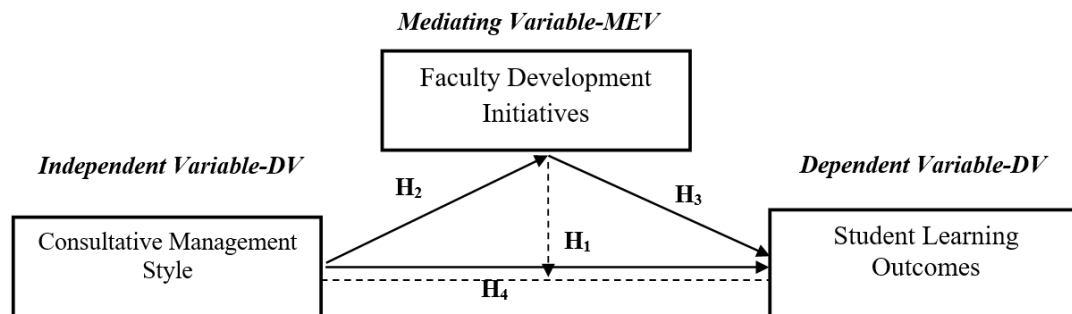 Mediating Variable-MEV
Faculty Development
Initiatives
Independent Variable-DV
Dependent Variable-DV
H2
H3
Consultative Management
Style
H1
Student Learning
Outcomes
H4